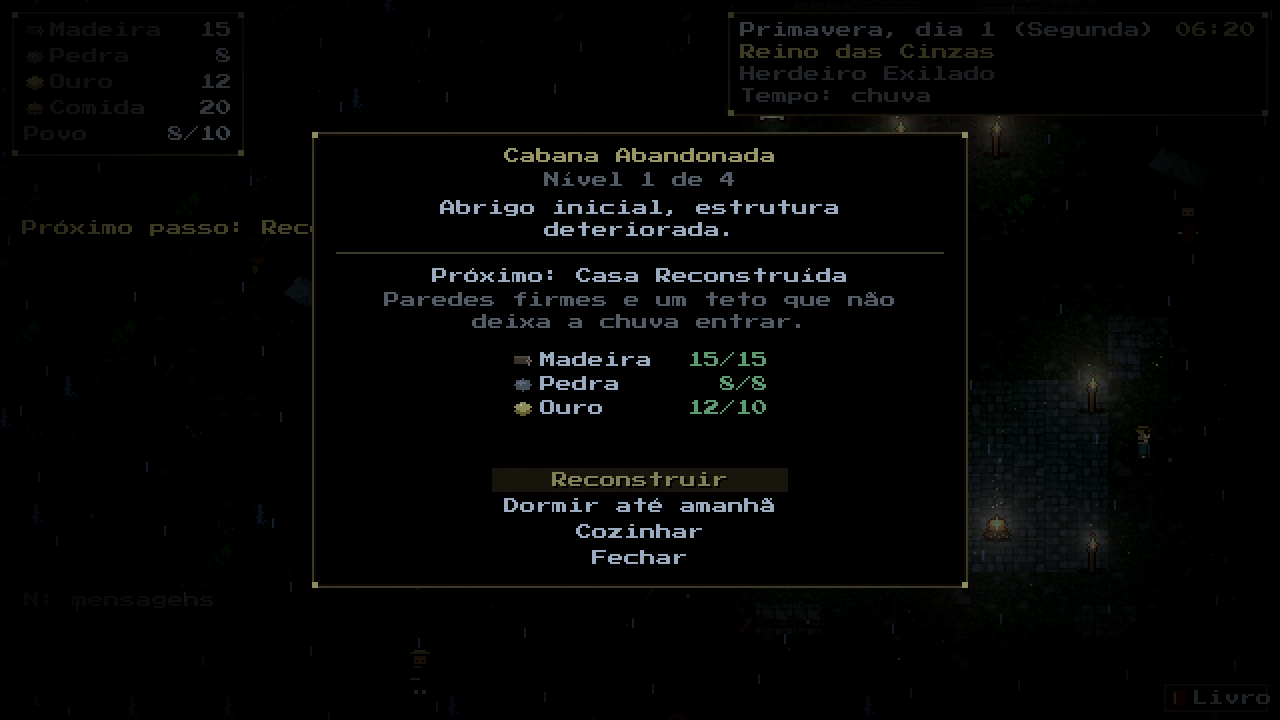 Madeira 15
Pedra 8
Ouro 12
Comida 20
Povo 8/10
Primavera, dia 1 (Segunda) 06:20
Reino das Cinzas
Herdeiro Exilado
Tempo: chuva
Próximo passo: Reco
Cabana Abandonada
Nível 1 de 4
Abrigo inicial, estrutura
deteriorada.
Próximo: Casa Reconstruída
Paredes firmes e um teto que não
deixa a chuva entrar.
Madeira 15/15
Pedra 8/8
Ouro 12/10
Reconstruir
Dormir até amanhã
Cozinhar
Fechar
N: mensagens
Livro